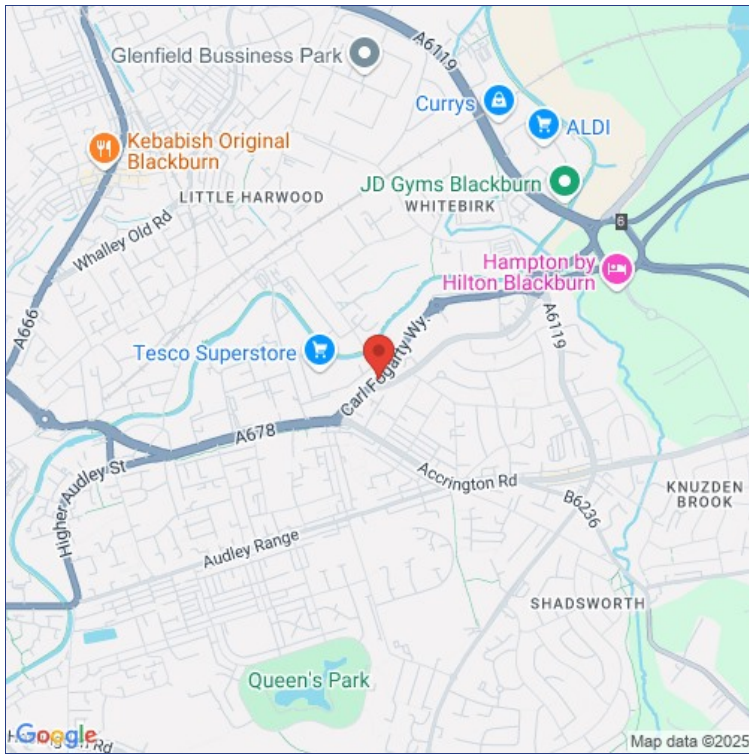 A6119
Glenfield Bussiness Park
Currys
ALDI
Kebabish Original
Blackburn
JD Gyms Blackburn
LITTLE HARWOOD
WHITEBIRK
6
Whalley Old Rd
Hampton by
Hilton Blackburn
A666
Carl Fogarty Wy.
A6119
Tesco Superstore
A678
Higher Audley St
Accrington Rd
KNUZDEN
BROOK
B6236
Audley Range
SHADSWORTH
Queen's Park
Google
Rd
Map data ©2025